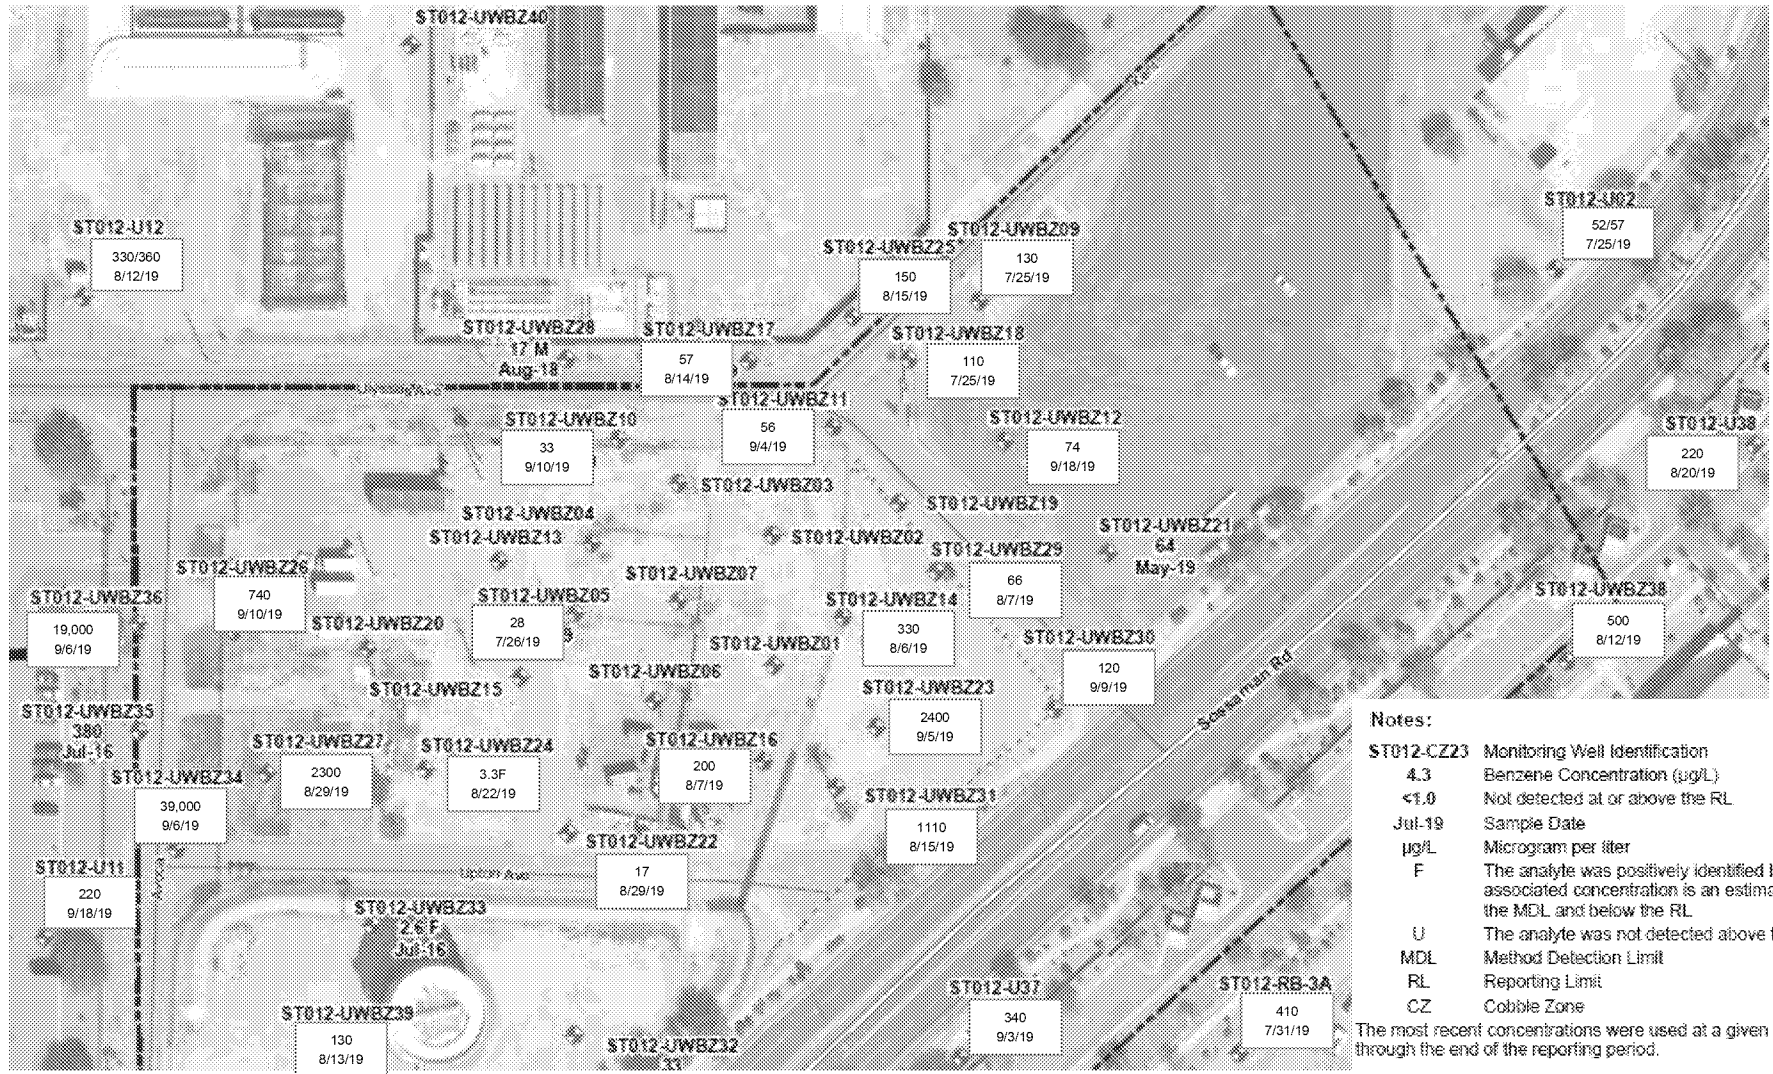 ST012-UWBZ40
ST012-U12
330/360
8/12/19
ST012-U02
52/57
7/25/19
ST012-UWBZ09
130
7/25/19
ST012-UWBZ25*
150
8/15/19
ST012-UWBZ28
17 M
Aug-18
ST012-UWBZ17
57
8/14/19
ST012-UWBZ18
110
7/25/19
ST012-UWBZ11
56
9/4/19
ST012-UWBZ10
33
9/10/19
ST012-UWBZ12
74
9/18/19
ST012-U38
220
8/20/19
ST012-UWBZ03
ST012-UWBZ19
ST012-UWBZ04
ST012-UWBZ13
ST012-UWBZ02
ST012-UWBZ21
64
May-19
ST012-UWBZ29
66
8/7/19
ST012-UWBZ26
740
9/10/19
ST012-UWBZ07
ST012-UWBZ36
19,000
9/6/19
ST012-UWBZ05
28
7/26/19
ST012-UWBZ14
330
8/6/19
ST012-UWBZ38
500
8/12/19
ST012-UWBZ20
ST012-UWBZ01
ST012-UWBZ30
120
9/9/19
ST012-UWBZ06
ST012-UWBZ15
ST012-UWBZ23
2400
9/5/19
Sossaman Rd
ST012-UWBZ35
380
Jul-16
ST012-UWBZ27
2300
8/29/19
ST012-UWBZ24
3.3F
8/22/19
ST012-UWBZ16
200
8/7/19
ST012-UWBZ34
39,000
9/6/19
ST012-UWBZ31
1110
8/15/19
ST012-UWBZ22
17
8/29/19
ST012-U11
220
9/18/19
Upton Ave
ST012-UWBZ33
2.6 F
Jul-16
ST012-UWBZ39
130
8/13/19
ST012-UWBZ32
33
ST012-U37
340
9/3/19
ST012-RB-3A
410
7/31/19
Notes:
ST012-CZ23 Monitoring Well Identification
4.3 Benzene Concentration (µg/L)
<1.0 Not detected at or above the RL
Jul-19 Sample Date
µg/L Microgram per liter
F The analyte was positively identified
associated concentration is an
the MDL and below the RL
U The analyte was not detected above
MDL Method Detection Limit
RL Reporting Limit
CZ Cobble Zone
The most recent concentrations were used at a given
through the end of the reporting period.